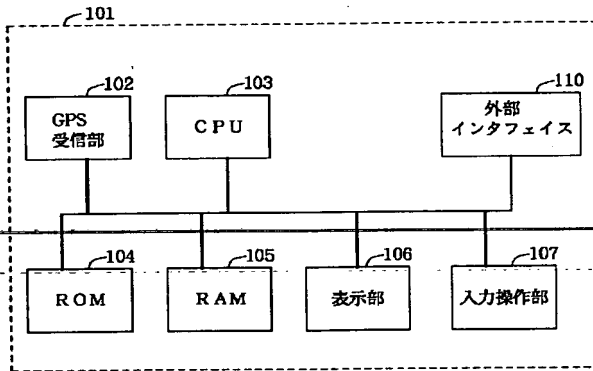 101
102
103
110
GPS
受信部
CPU
外部
インタフェイス
104
105
106
107
ROM
RAM
表示部
入力操作部